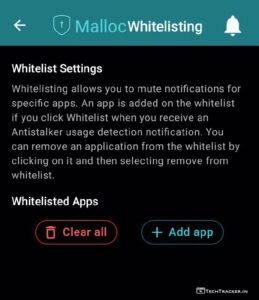 Malloc Whitelisting
Whitelist Settings
Whitelisting allows you to mute notifications for
specific apps. An app is added on the whitelist
if you click Whitelist when you receive an
Antistalker usage detection notification. You
can remove an application from the whitelist by
clicking on it and then selecting remove from
whitelist.
Whitelisted Apps
Clear all
+ Add app
TECHTRACKER.IN